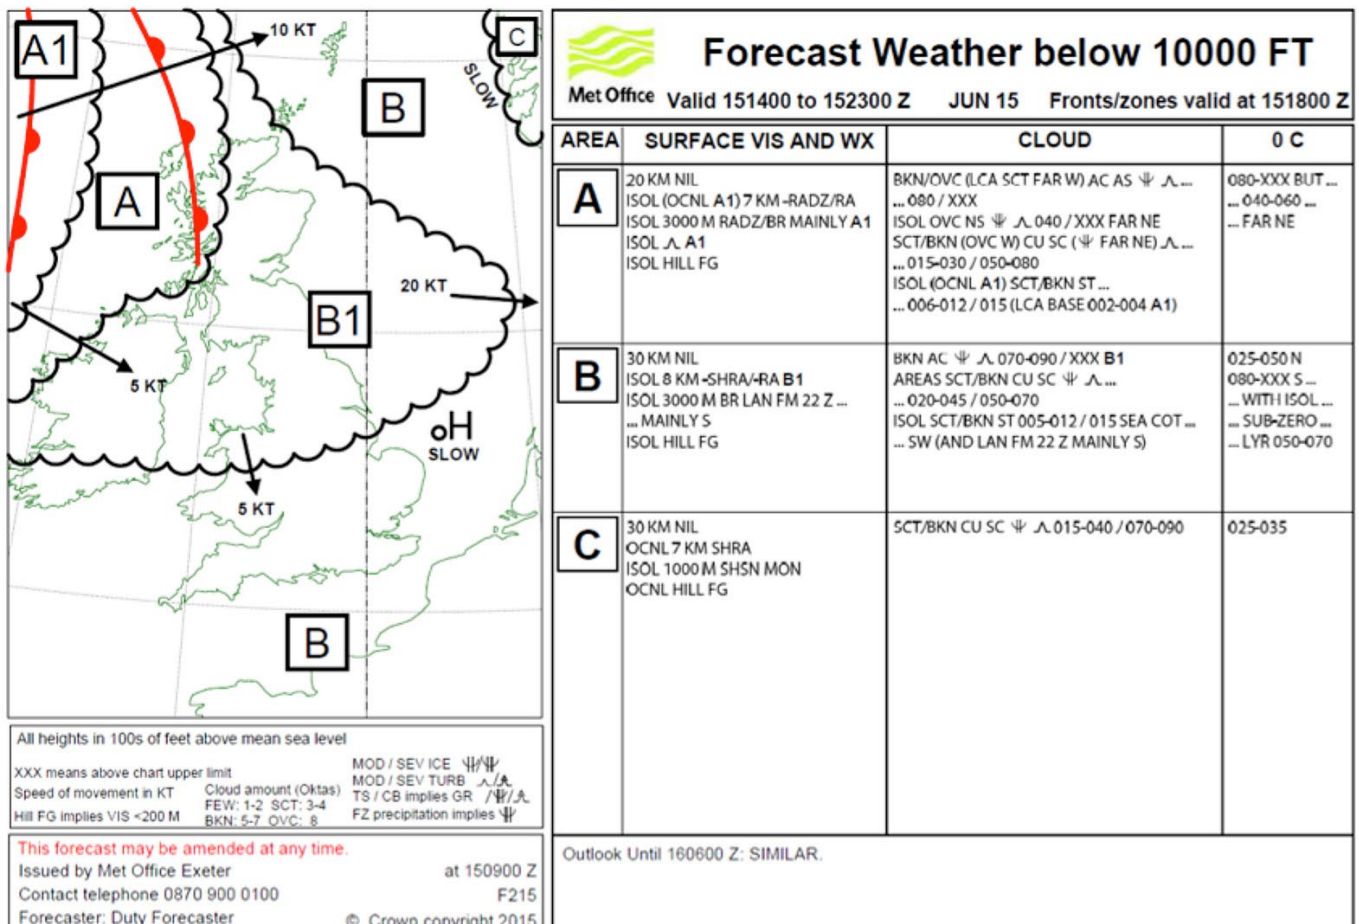 A1
10 KT
C
SLOW
B
A
B1
20 KT
5 KT
H
SLOW
5 KT
B
All heights in 100s of feet above mean sea level
XXX means above chart upper limit
Speed of movement in KT
Hill FG implies VIS <200 M
Cloud amount (Oktas)
FEW: 1-2 SCT: 3-4
BKN: 5-7 OVC: 8
MOD / SEV ICE
MOD / SEV TURB
TS / CB implies GR
FZ precipitation implies
This forecast may be amended at any time.
Issued by Met Office Exeter at 150900 Z
Contact telephone 0870 900 0100 F215
Forecaster: Duty Forecaster © Crown copyright 2015
Met Office
Forecast Weather below 10000 FT
Valid 151400 to 152300 Z JUN 15 Fronts/zones valid at 151800 Z
AREA SURFACE VIS AND WX CLOUD 0 C
A
20 KM NIL
ISOL (OCNL A1) 7 KM -RADZ/RA
ISOL 3000 M RADZ/BR MAINLY A1
ISOL A1
ISOL HILL FG
BKN/OVC (LCA SCT FAR W) AC AS ...
... 080 / XXX
ISOL OVC NS 040 / XXX FAR NE
SCT/BKN (OVC W) CU SC ( FAR NE) ...
... 015-030 / 050-080
ISOL (OCNL A1) SCT/BKN ST ...
... 006-012 / 015 (LCA BASE 002-004 A1)
080-XXX BUT ...
... 040-060 ...
... FAR NE
B
30 KM NIL
ISOL 8 KM -SHRA/-RA B1
ISOL 3000 M BR LAN FM 22 Z ...
... MAINLY S
ISOL HILL FG
BKN AC 070-090 / XXX B1
AREAS SCT/BKN CU SC ...
... 020-045 / 050-070
ISOL SCT/BKN ST 005-012 / 015 SEA COT ...
... SW (AND LAN FM 22 Z MAINLY S)
025-050 N
080-XXX S ...
... WITH ISOL ...
... SUB-ZERO ...
... LYR 050-070
C
30 KM NIL
OCNL 7 KM SHRA
ISOL 1000 M SHSN MON
OCNL HILL FG
SCT/BKN CU SC 015-040 / 070-090
025-035
Outlook Until 160600 Z: SIMILAR.